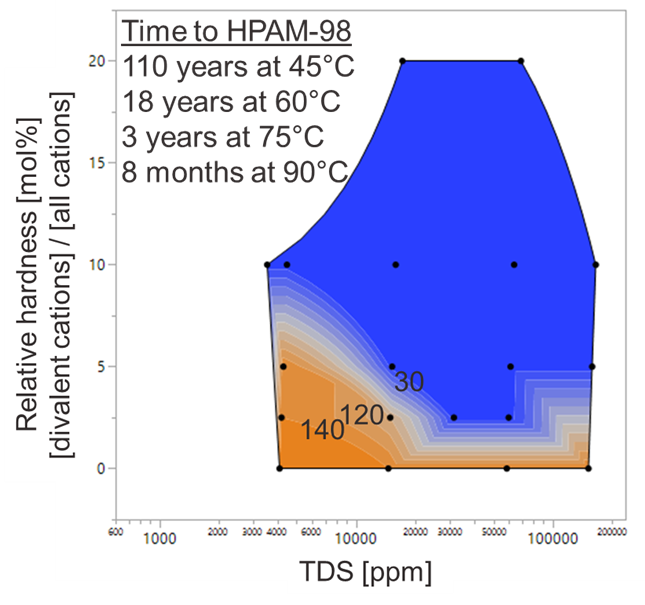 Time to HPAM-98
110 years at 45°C
18 years at 60°C
3 years at 75°C
8 months at 90°C
Relative hardness [mol%]
[divalent cations] / [all cations]
20
15
10
5
0
30
120
140
600 1000 2000 3000 4000 6000 10000 20000 30000 50000 100000 200000
TDS [ppm]